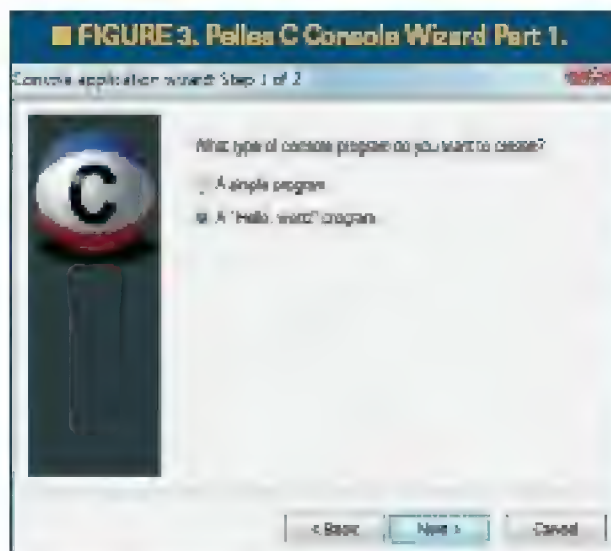 FIGURE 3. Pelles C Console Wizard Part 1.
Console application wizard: Step 1 of 2
C
What type of console program do you want to create?
A simple program
A "Hello, world" program
< Back
Next >
Cancel